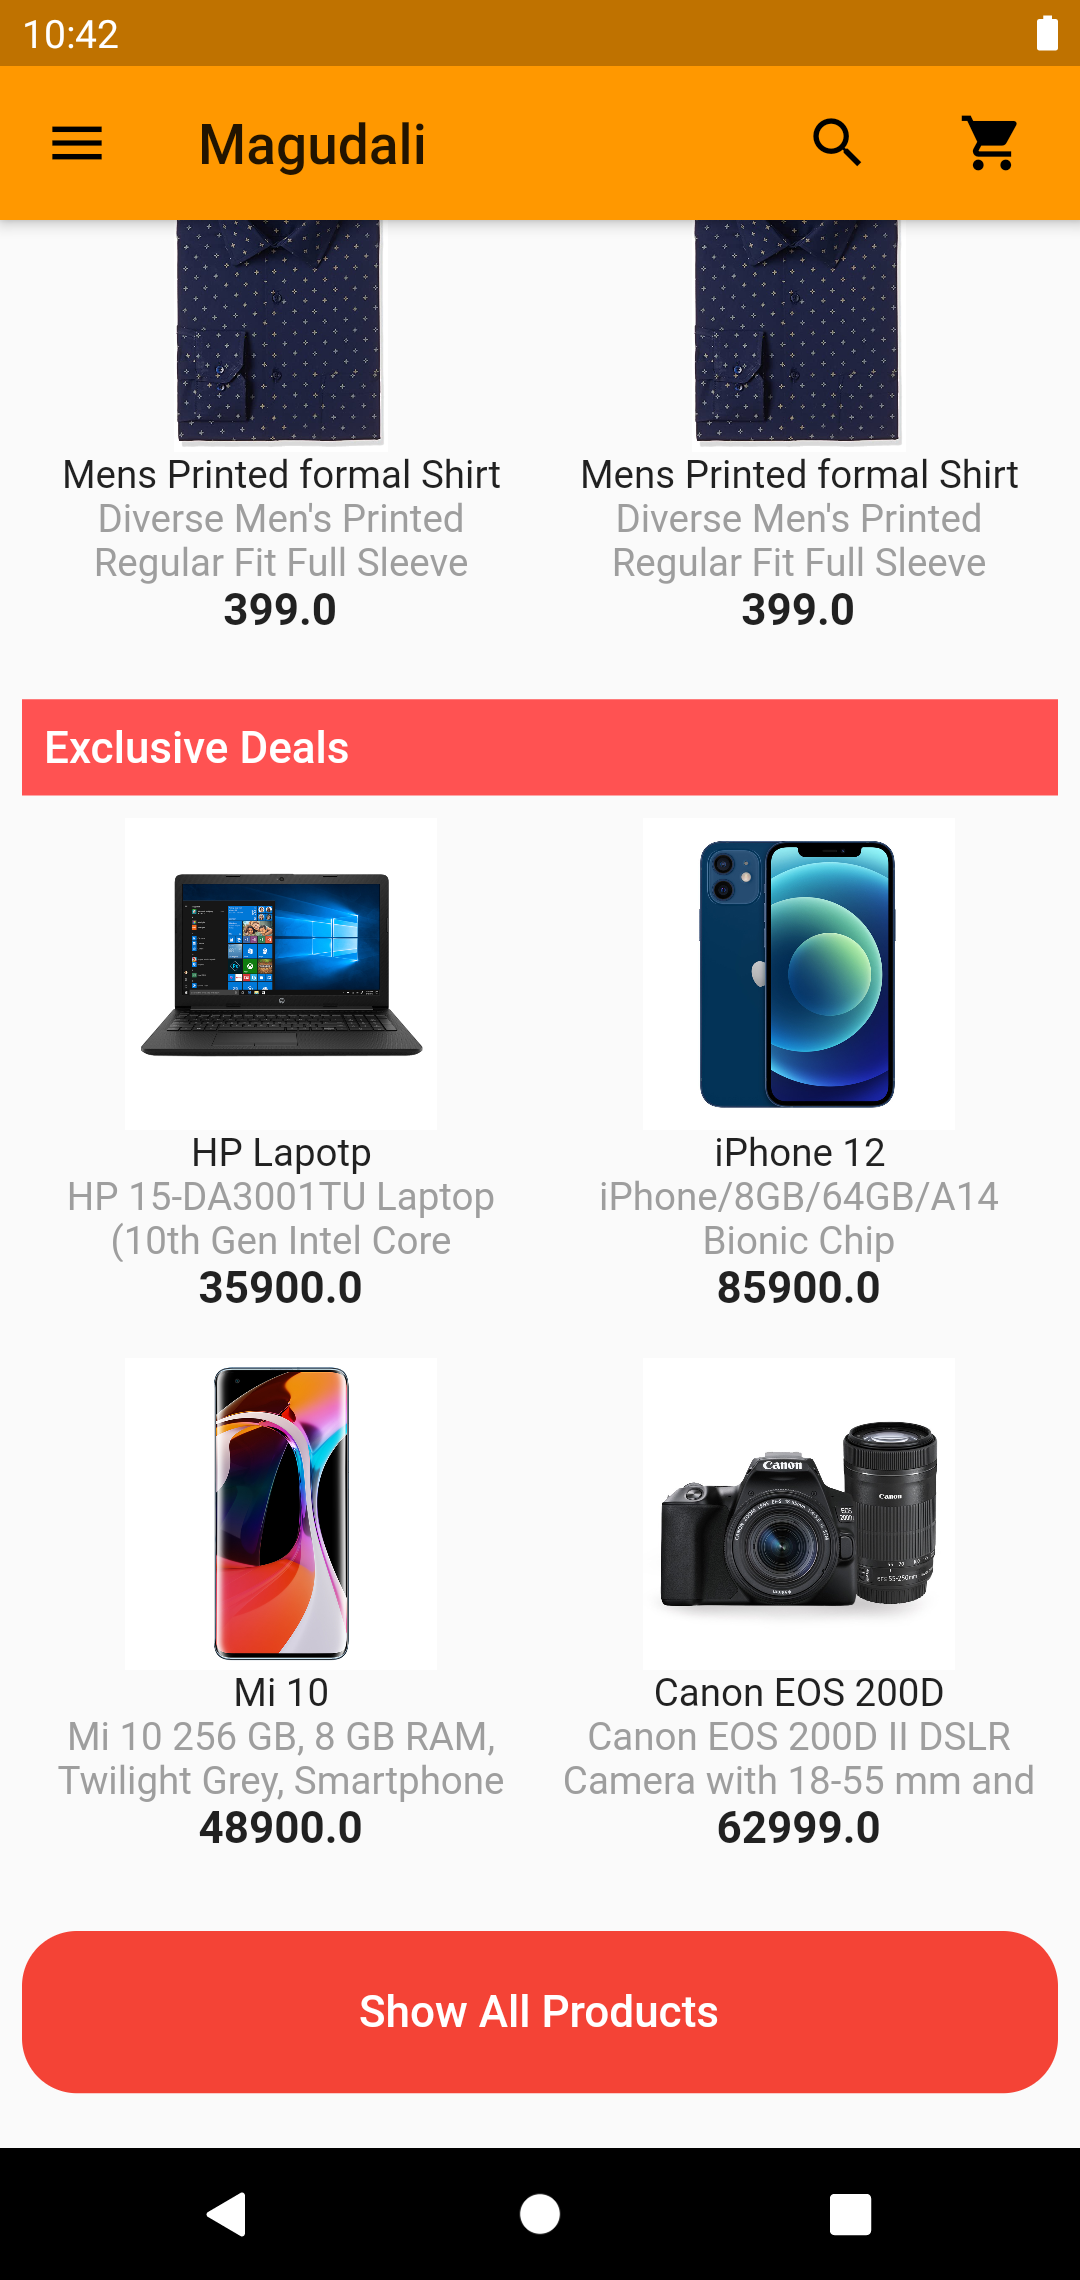 10:42
Magudali
Mens Printed formal Shirt
Diverse Men's Printed
Regular Fit Full Sleeve
399.0
Mens Printed formal Shirt
Diverse Men's Printed
Regular Fit Full Sleeve
399.0
Exclusive Deals
HP Lapotp
HP 15-DA3001TU Laptop
(10th Gen Intel Core
35900.0
iPhone 12
iPhone/8GB/64GB/A14
Bionic Chip
85900.0
Mi 10
Mi 10 256 GB, 8 GB RAM,
Twilight Grey, Smartphone
48900.0
Canon
Canon
Canon EOS 200D
Canon EOS 200D II DSLR
Camera with 18-55 mm and
62999.0
Show All Products